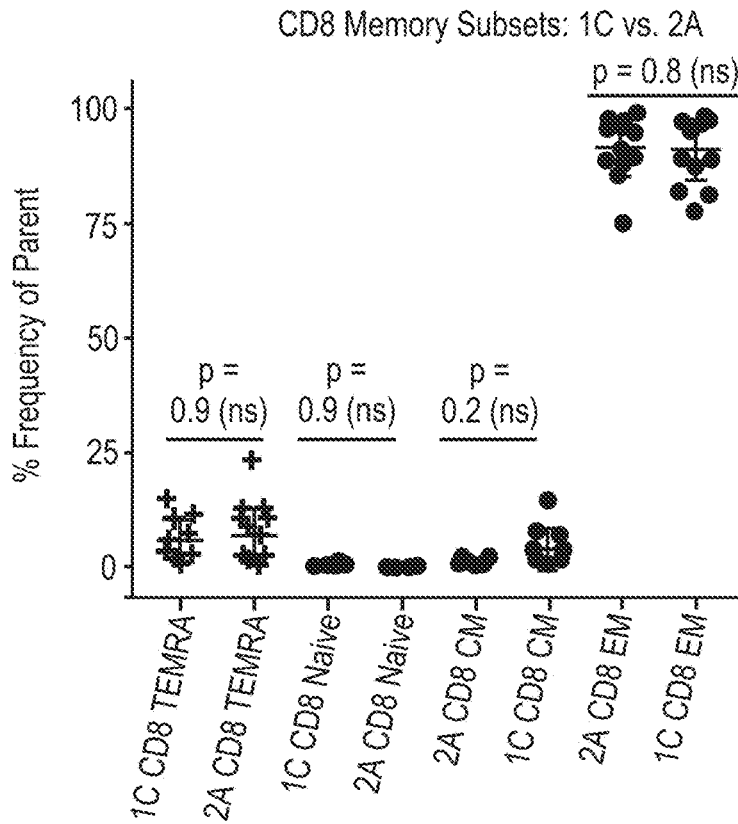 CD8 Memory Subsets: 1C vs. 2A
p = 0.8 (ns)
% Frequency of Parent
100
75
50
25
0
p =
0.9 (ns)
p =
0.9 (ns)
p =
0.2 (ns)
1C CD8 TEMRA
2A CD8 TEMRA
1C CD8 Naive
2A CD8 Naive
2A CD8 CM
1C CD8 CM
2A CD8 EM
1C CD8 EM